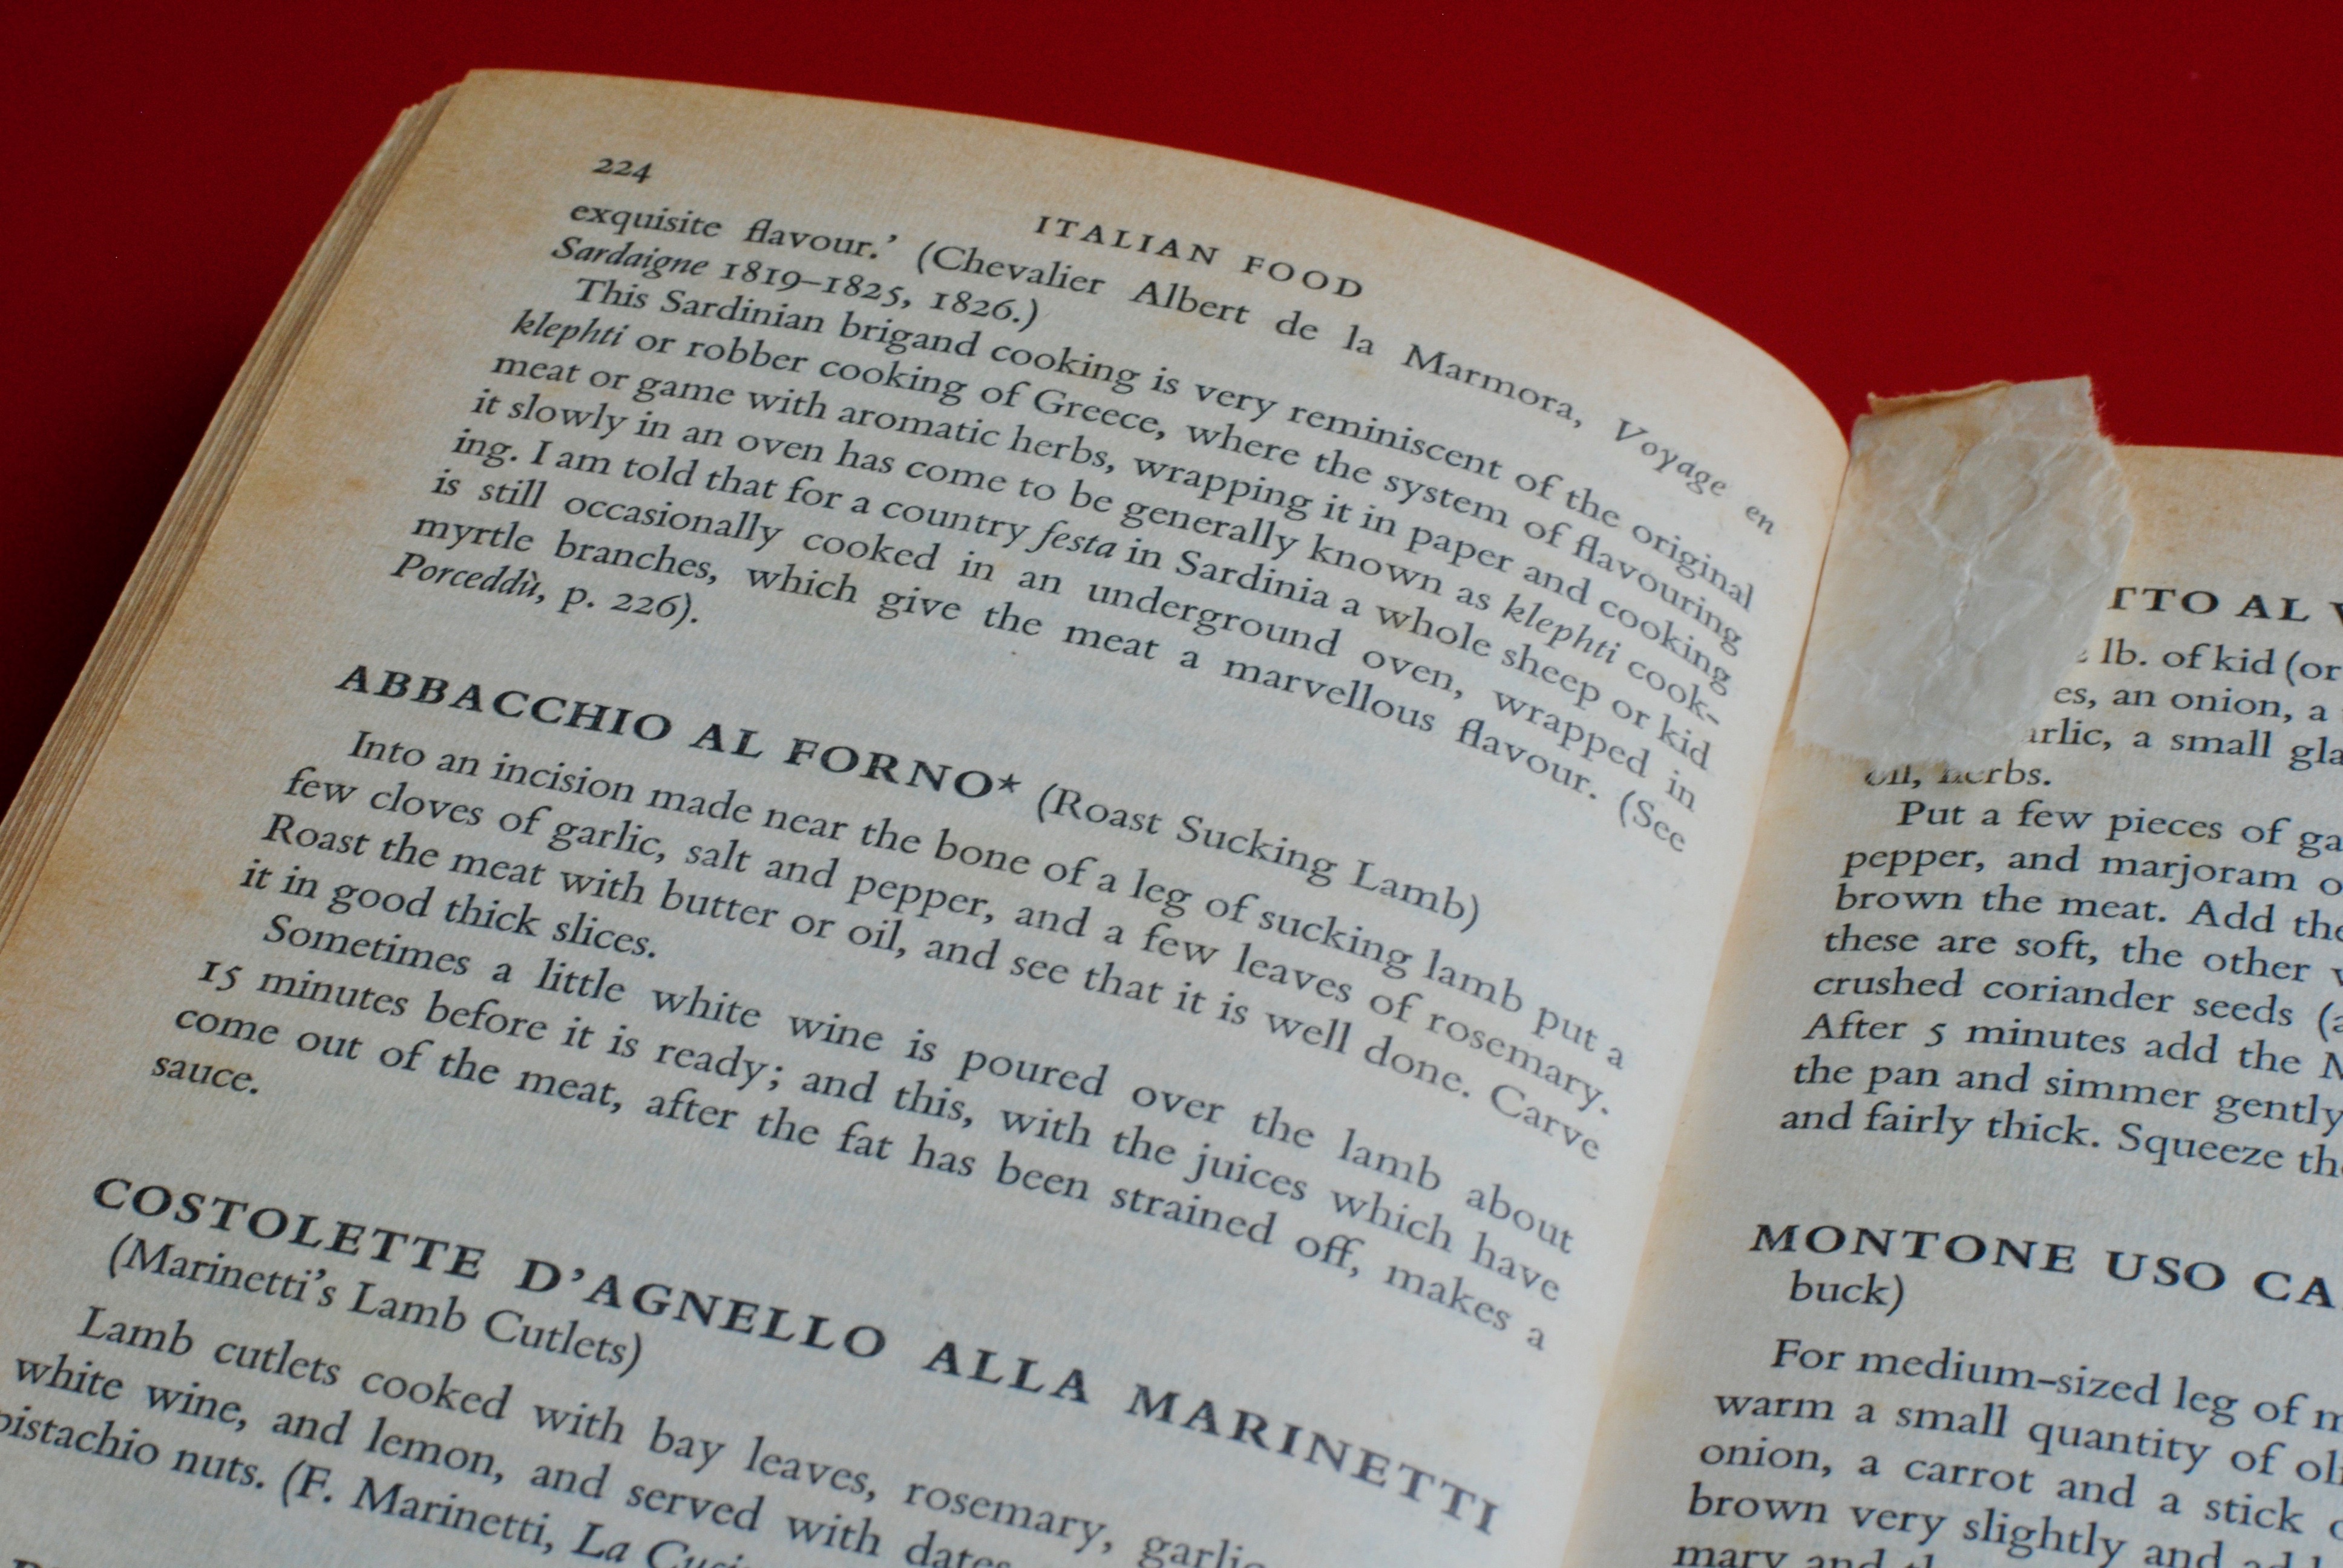 224
ITALIAN FOOD
exquisite flavour.' (Chevalier Albert de la Marmora, Voyage en
Sardaigne 1819–1825, 1826.)
This Sardinian brigand cooking is very reminiscent of the original
klephti or robber cooking of Greece, where the system of flavouring
meat or game with aromatic herbs, wrapping it in paper and cooking
it slowly in an oven has come to be generally known as klephti cook-
ing. I am told that for a country festa in Sardinia a whole sheep or kid
is still occasionally cooked in an underground oven, wrapped in
myrtle branches, which give the meat a marvellous flavour. (See
Porceddù, p. 226).
ABBACCHIO AL FORNO* (Roast Sucking Lamb)
Into an incision made near the bone of a leg of sucking lamb put a
few cloves of garlic, salt and pepper, and a few leaves of rosemary.
Roast the meat with butter or oil, and see that it is well done. Carve
it in good thick slices.
Sometimes a little white wine is poured over the lamb about
15 minutes before it is ready; and this, with the juices which have
come out of the meat, after the fat has been strained off, makes a
sauce.
COSTOLETTE D'AGNELLO ALLA MARINETTI
(Marinetti's Lamb Cutlets)
Lamb cutlets cooked with bay leaves, rosemary, garlic
white wine, and lemon, and served with dates
pistachio nuts. (F. Marinetti, La
TTO AL
lb. of kid (or
es, an onion, a
arlic, a small gla
oil, herbs.
Put a few pieces of ga
pepper, and marjoram o
brown the meat. Add the
these are soft, the other
crushed coriander seeds (a
After 5 minutes add the
the pan and simmer gently
and fairly thick. Squeeze the
MONTONE USO CA
buck)
For medium-sized leg of m
warm a small quantity of oli
onion, a carrot and a stick
brown very slightly and add
mary and